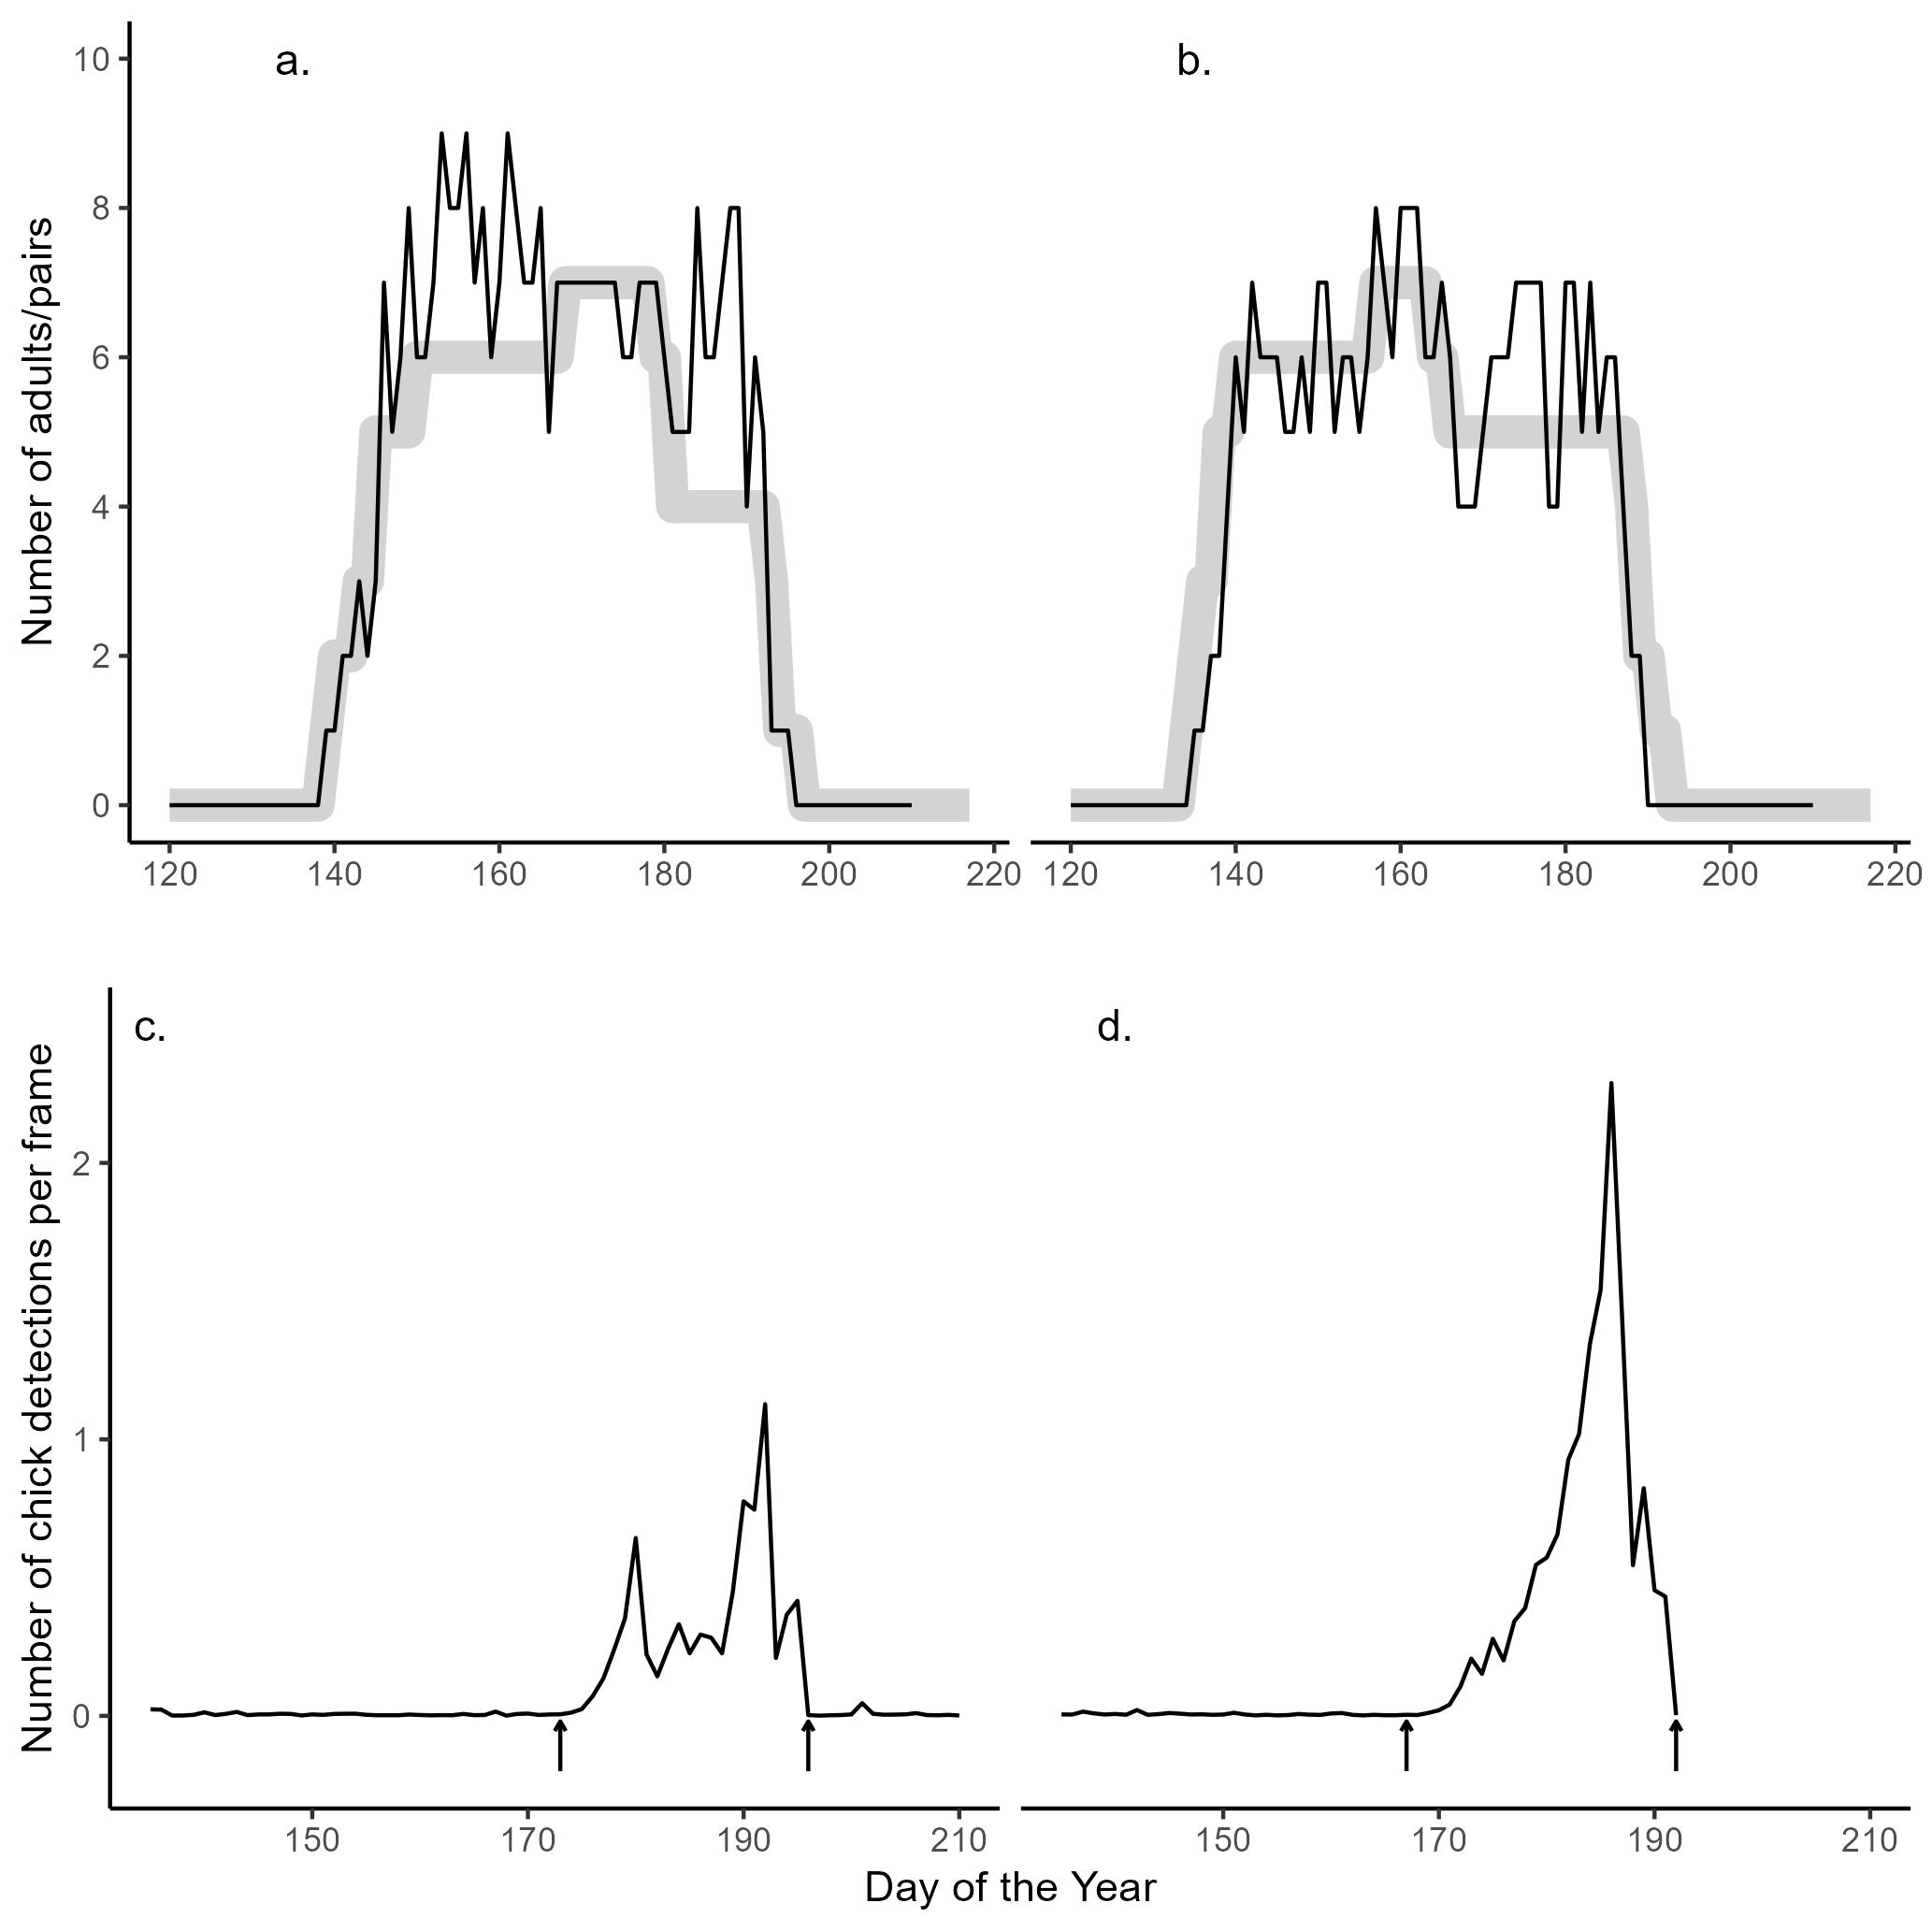 a.
b.
Number of adults/pairs
10
8
6
4
2
0
120 140 160 180 200 220
120 140 160 180 200 220
c.
d.
Number of chick detections per frame
2
1
0
150 170 190 210
150 170 190 210
Day of the Year